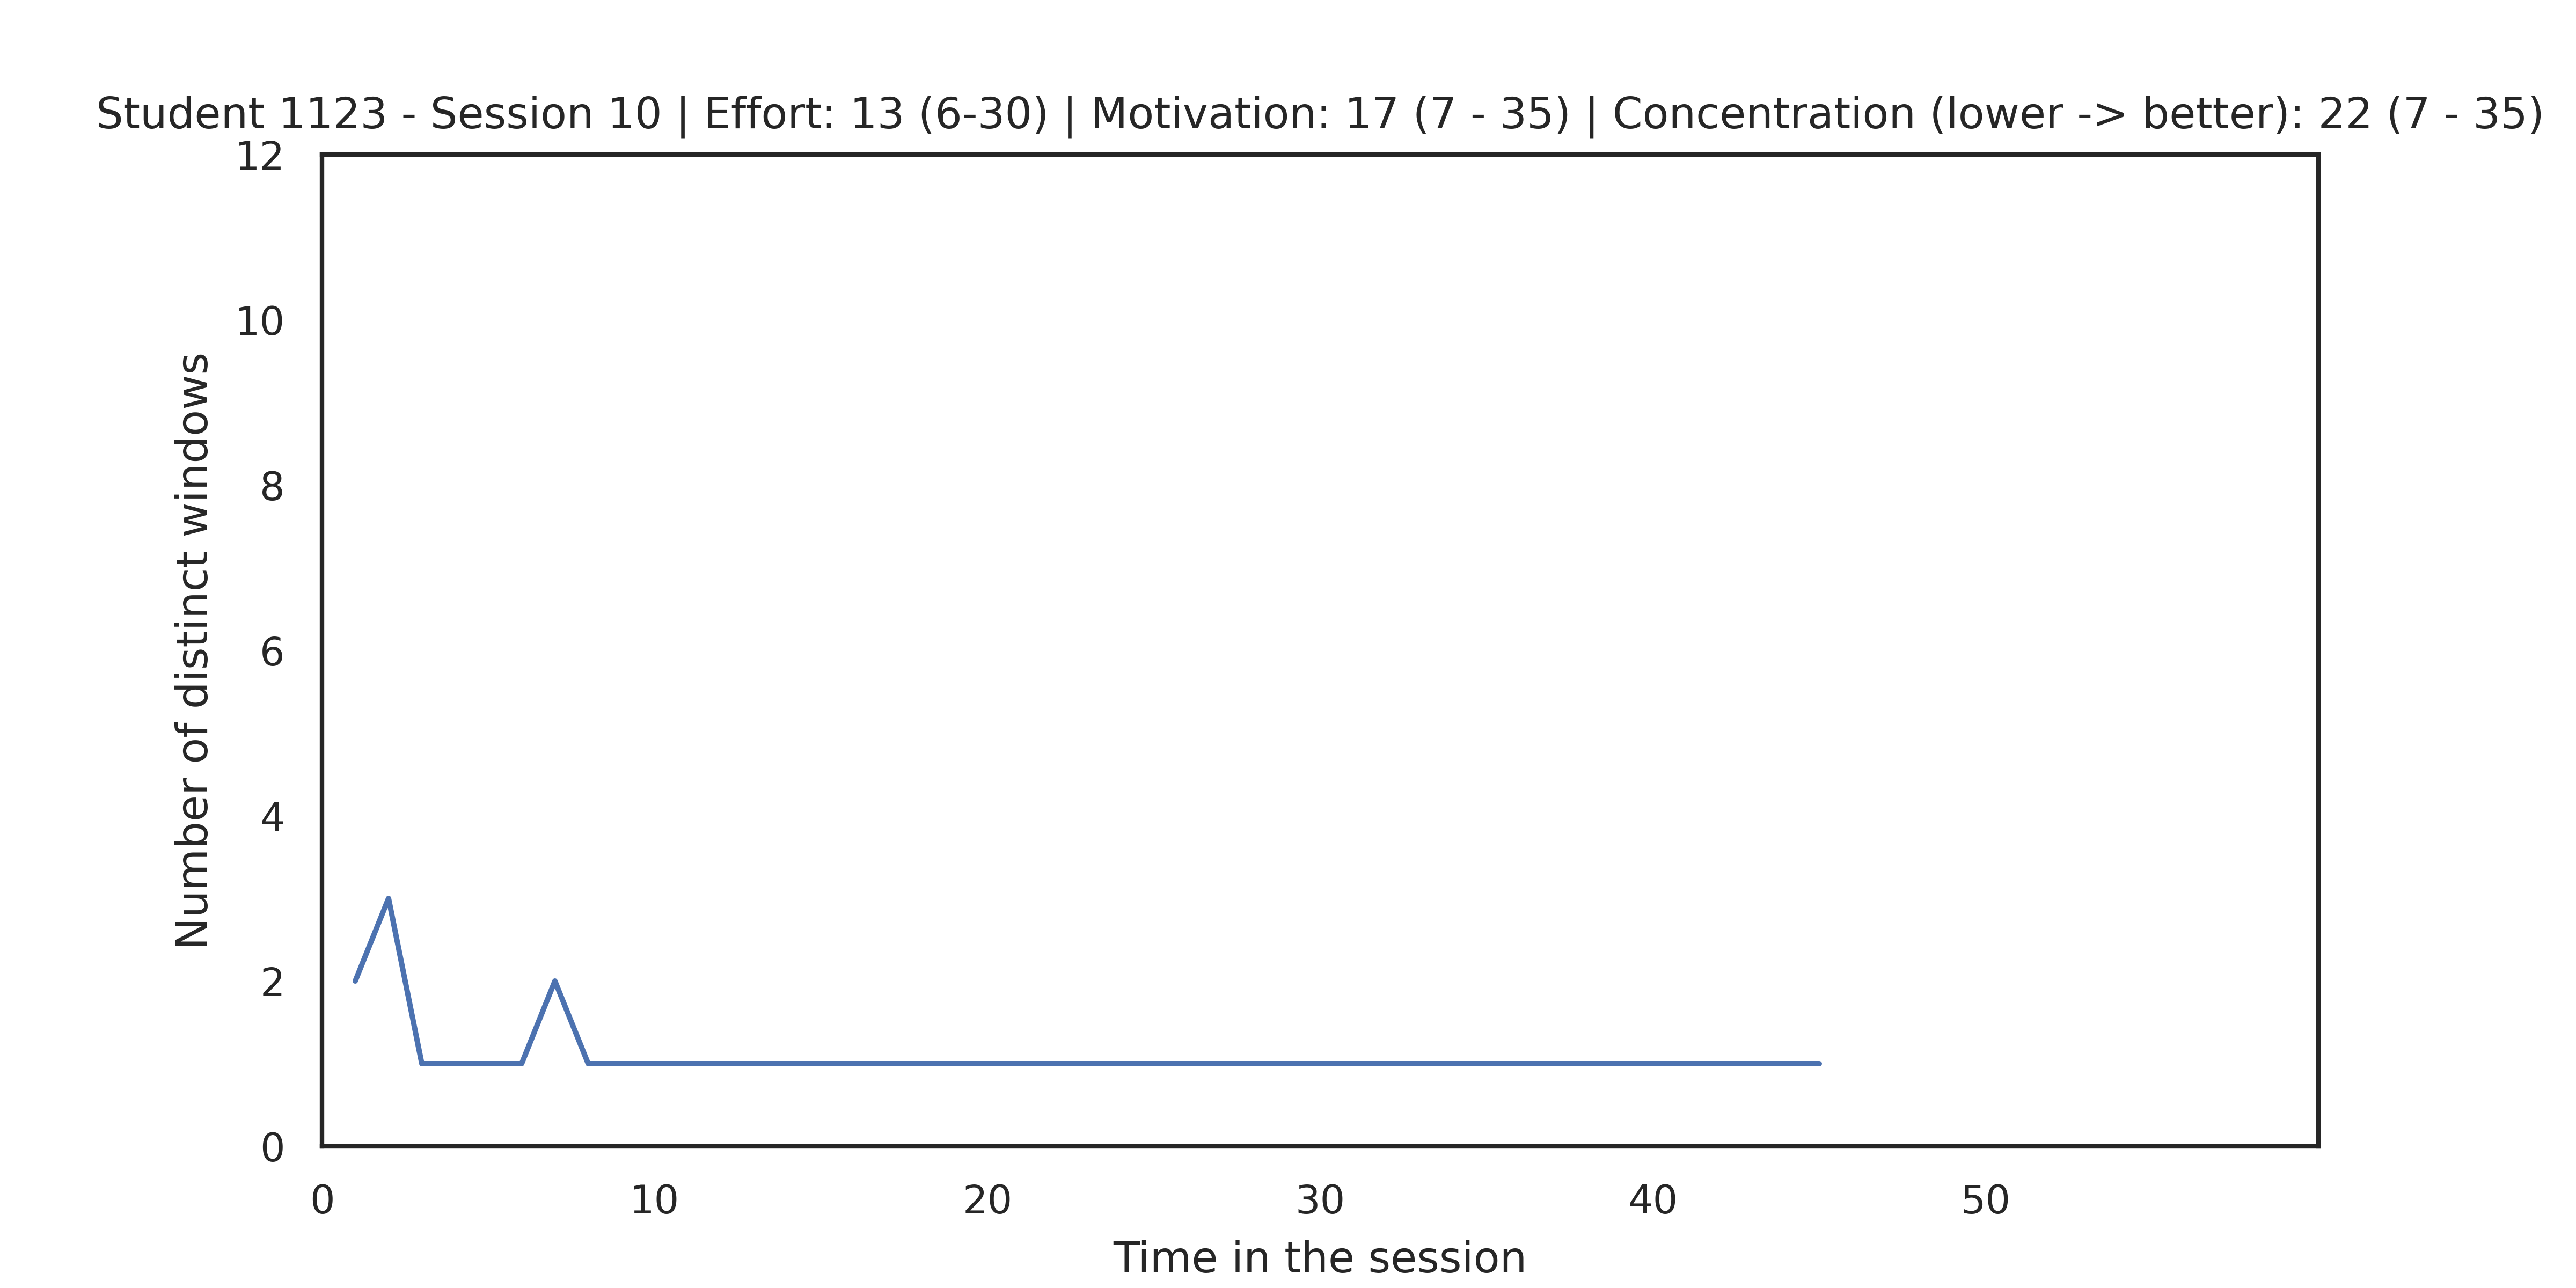 Student 1123 - Session 10 | Effort: 13 (6-30) | Motivation: 17 (7 - 35) | Concentration (lower -> better): 22 (7 - 35)
12
10
8
6
4
2
0
Number of distinct windows
0 10 20 30 40 50
Time in the session